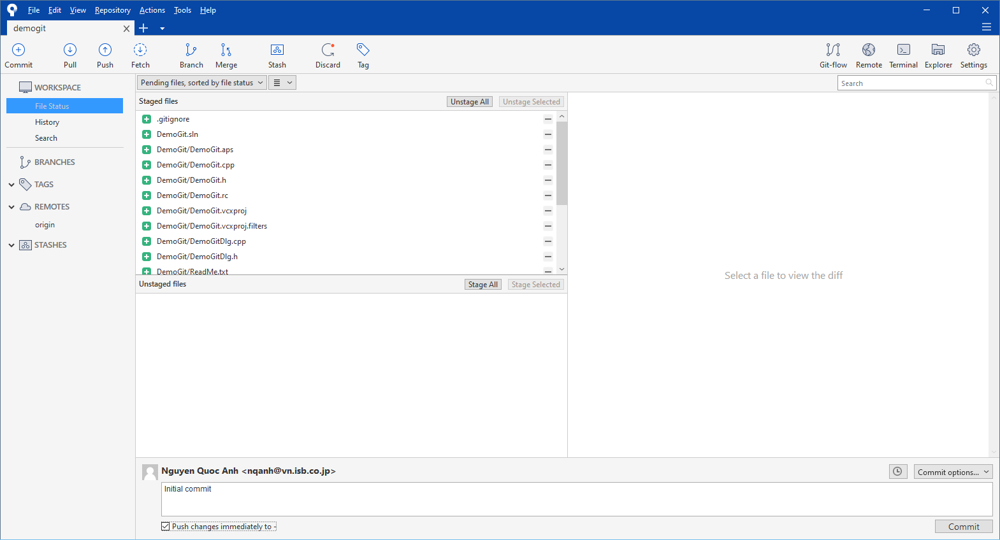 File Edit View Repository Actions Tools Help
demogit
Commit Pull Push Fetch Branch Merge Stash Discard Tag Git-flow Remote Terminal Explorer Settings
WORKSPACE
File Status
History
Search
BRANCHES
TAGS
REMOTES
origin
STASHES
Pending files, sorted by file status
Search
Staged files Unstage All Unstage Selected
.gitignore
DemoGit.sln
DemoGit/DemoGit.aps
DemoGit/DemoGit.cpp
DemoGit/DemoGit.h
DemoGit/DemoGit.rc
DemoGit/DemoGit.vcxproj
DemoGit/DemoGit.vcxproj.filters
DemoGit/DemoGitDlg.cpp
DemoGit/DemoGitDlg.h
DemoGit/ReadMe.txt
Unstaged files Stage All Stage Selected
Select a file to view the diff
Nguyen Quoc Anh <nqanh@vn.isb.co.jp>
Commit options...
Initial commit
Push changes immediately to -
Commit